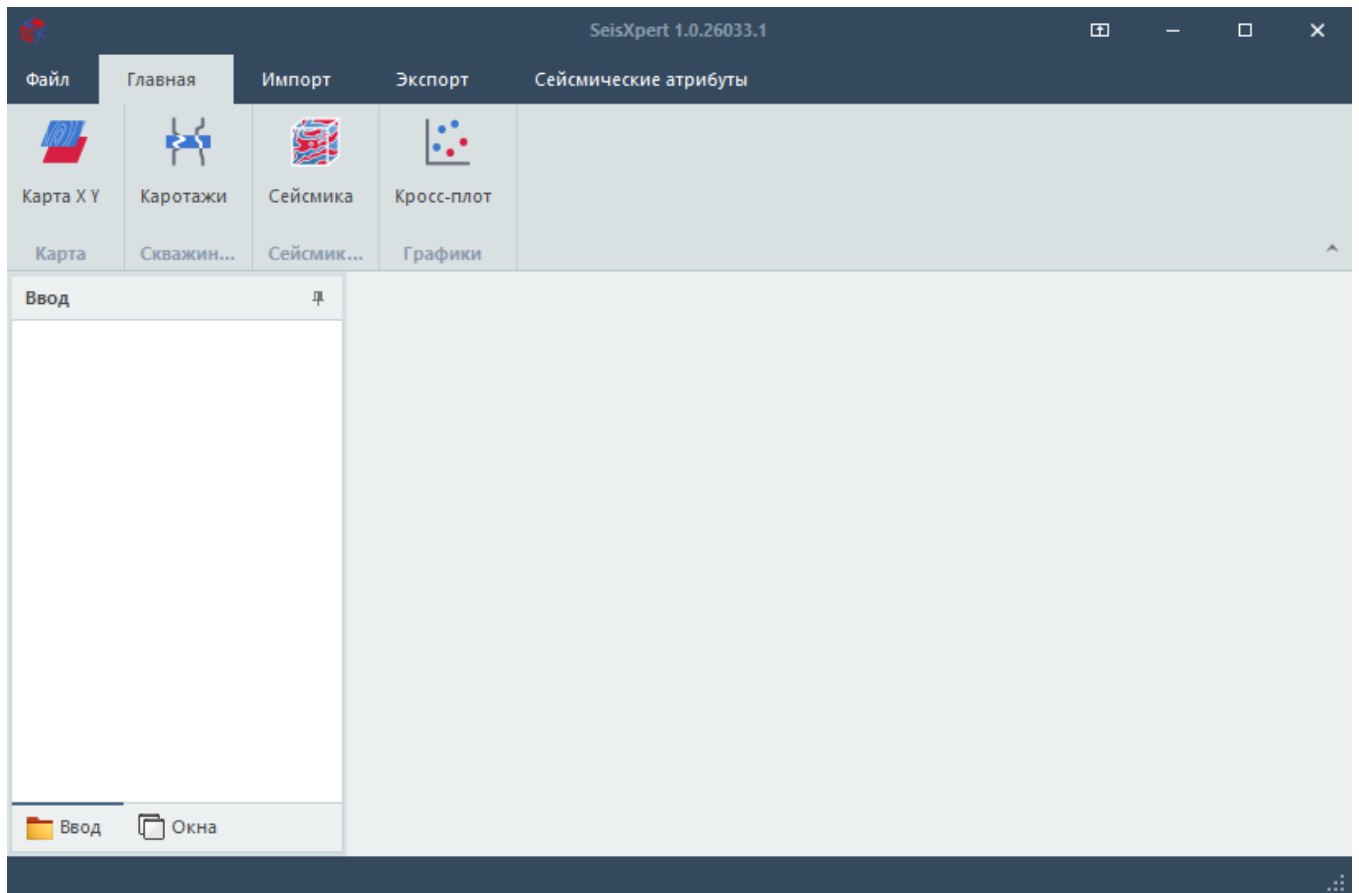 SeisXpert 1.0.26033.1
Файл Главная Импорт Экспорт Сейсмические атрибуты
Карта X Y Каротажи Сейсмика Кросс-плот
Карта Скважин... Сейсмик... Графики
Ввод
Ввод Окна